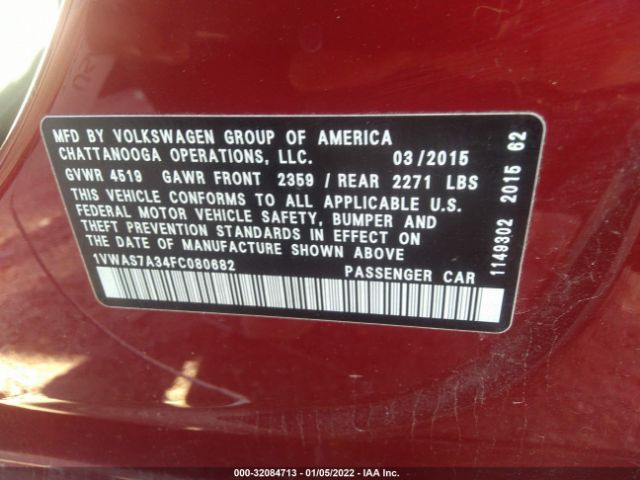 MFD BY VOLKSWAGEN GROUP OF AMERICA
CHATTANOOGA OPERATIONS, LLC. 03/2015
GVWR 4519 GAWR FRONT 2359 / REAR 2271 LBS
THIS VEHICLE CONFORMS TO ALL APPLICABLE U.S.
FEDERAL MOTOR VEHICLE SAFETY, BUMPER AND
THEFT PREVENTION STANDARDS IN EFFECT ON
THE DATE OF MANUFACTURE SHOWN ABOVE
1VWAS7A34FC080682 PASSENGER CAR
1149302 2015 62
000-32084713 - 01/05/2022 - IAA Inc.